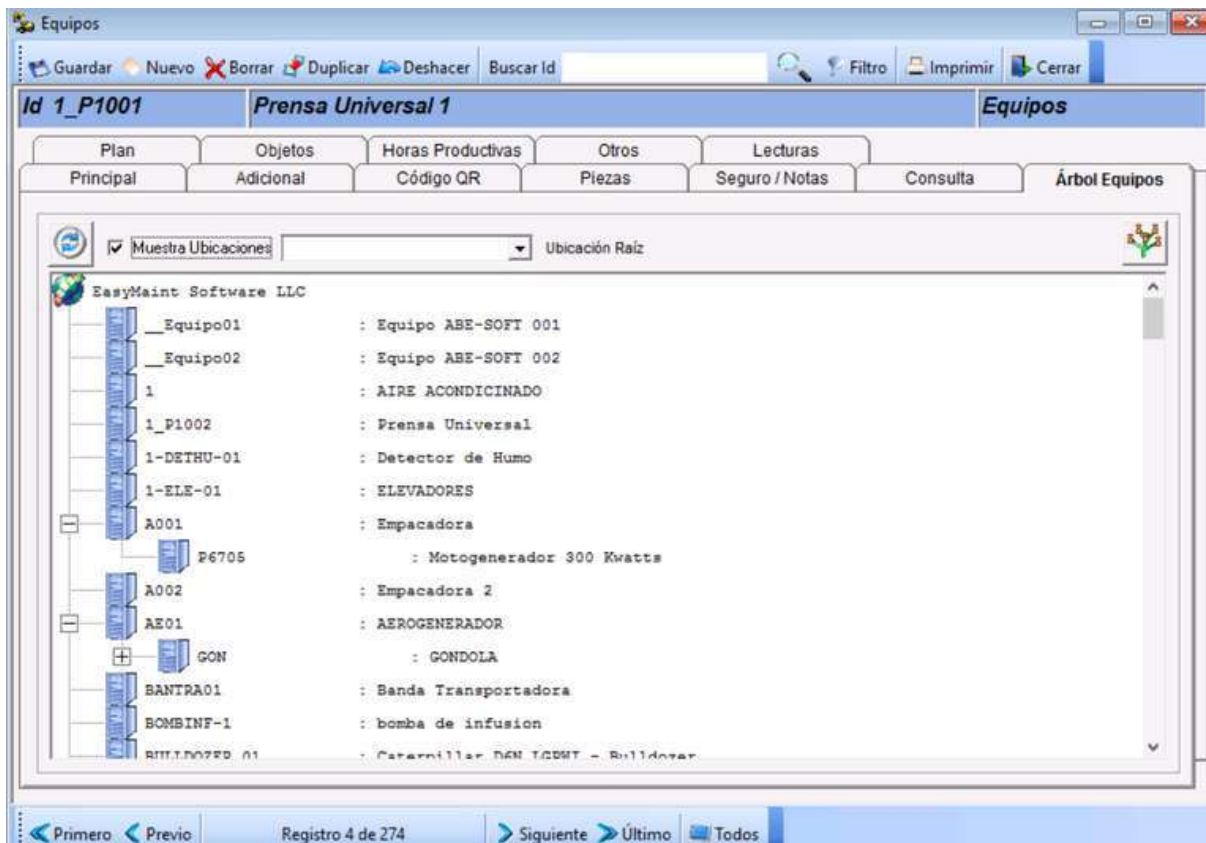 Equipos
Guardar Nuevo Borrar Duplicar Deshacer Buscar Id Filtro Imprimir Cerrar
Id 1_P1001 Prensa Universal 1 Equipos
Plan Objetos Horas Productivas Otros Lecturas
Principal Adicional Código QR Piezas Seguro / Notas Consulta Árbol Equipos
Muestra Ubicaciones Ubicación Raíz
EasyMaint Software LLC
__Equipo01 : Equipo ABE-SOFT 001
__Equipo02 : Equipo ABE-SOFT 002
1 : AIRE ACONDICINADO
1_P1002 : Prensa Universal
1-DETHU-01 : Detector de Humo
1-ELE-01 : ELEVADORES
A001 : Empacadora
P6705 : Motogenerador 300 Kwatts
A002 : Empacadora 2
AE01 : AEROGENERADOR
GON : GONDOLA
BANTRA01 : Banda Transportadora
BOMBINF-1 : bomba de infusion
BULLDOZER 01 : Caterpillar D6N - Bulldozer
Primero Previo Registro 4 de 274 Siguiente Último Todos